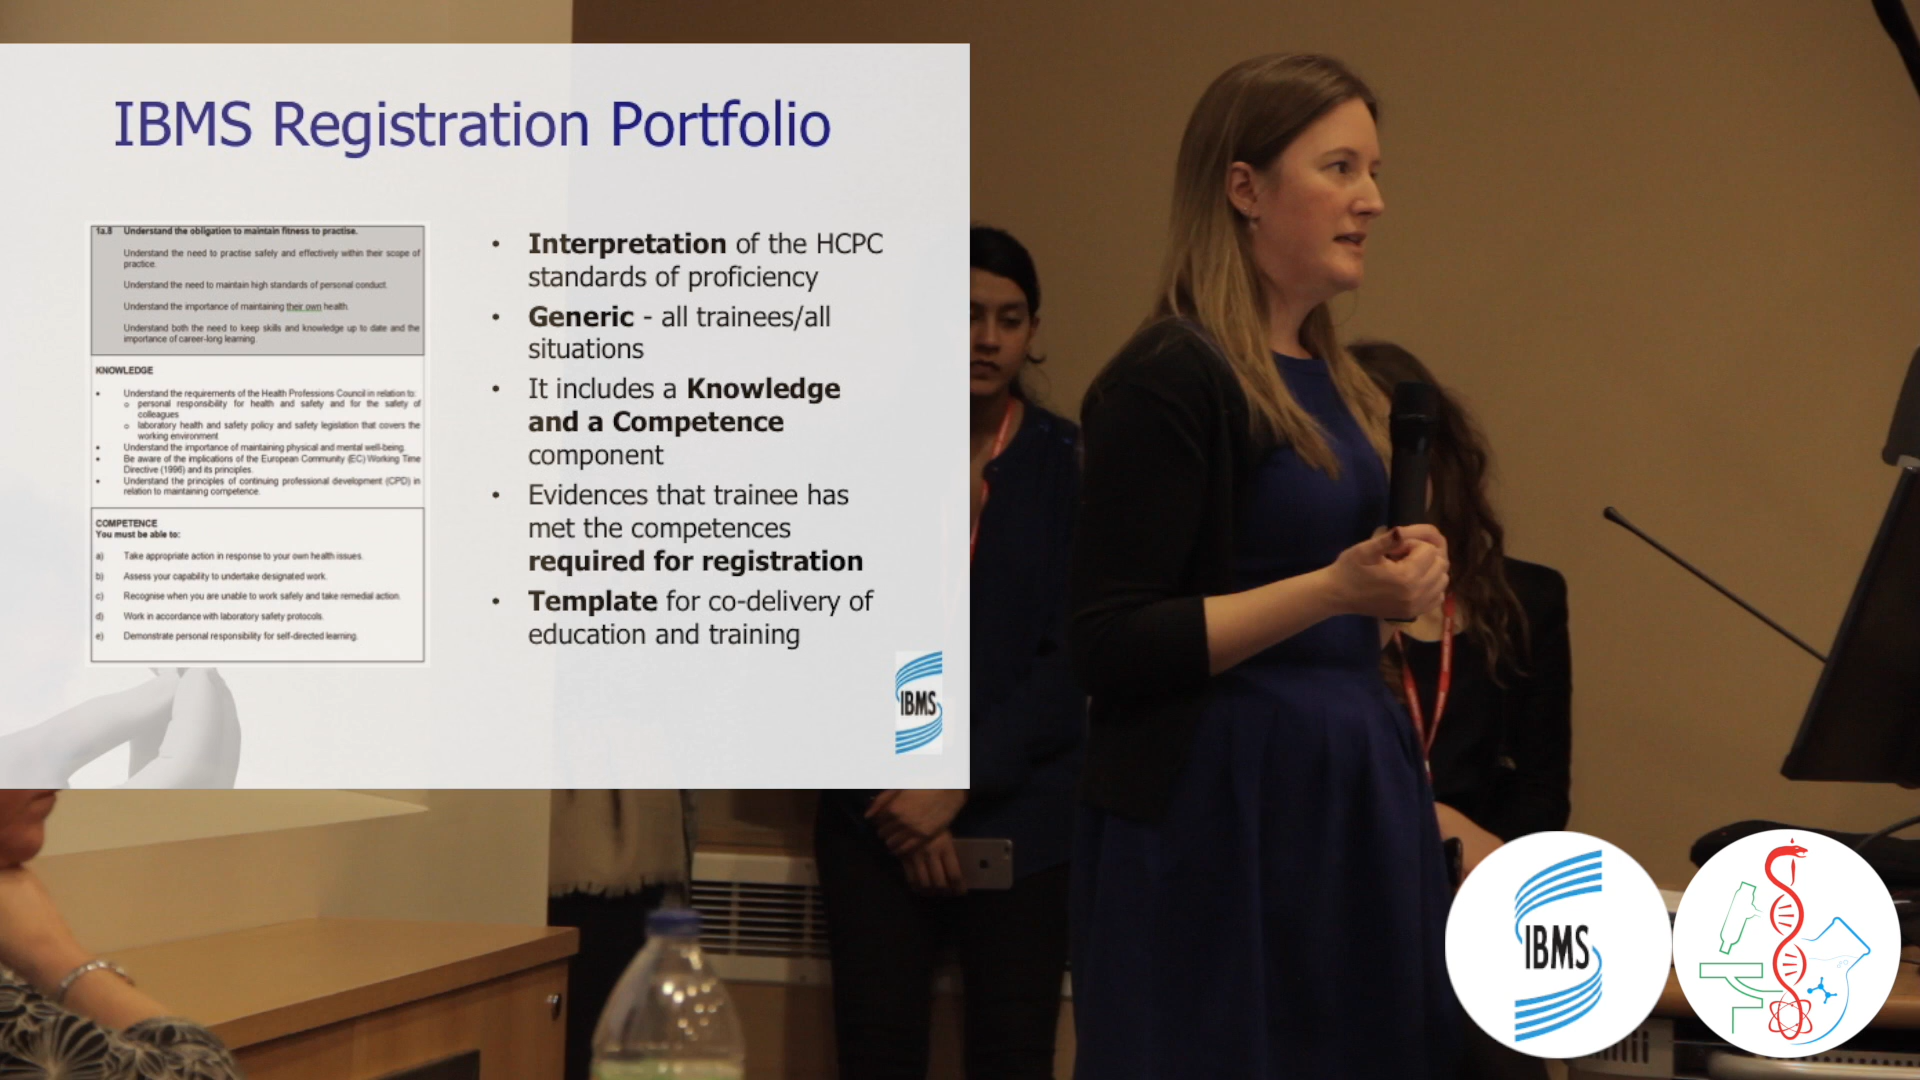 IBMS Registration Portfolio
1a.8 Understand the obligation to maintain fitness to practise.
Understand the need to practise safely and effectively within their scope of
practice.
Understand the need to maintain high standards of personal conduct.
Understand the importance of maintaining their own health.
Understand both the need to keep skills and knowledge up to date and the
importance of career-long learning.
KNOWLEDGE
• Understand the requirements of the Health Professions Council in relation to:
o personal responsibility for health and safety and for the safety of
colleagues
o laboratory health and safety policy and safety legislation that covers the
working environment
• Understand the importance of maintaining physical and mental well-being.
• Be aware of the implications of the European Community (EC) Working Time
Directive (1996) and its principles.
• Understand the principles of continuing professional development (CPD) in
relation to maintaining competence.
COMPETENCE
You must be able to:
a) Take appropriate action in response to your own health issues.
b) Assess your capability to undertake designated work.
c) Recognise when you are unable to work safely and take remedial action.
d) Work in accordance with laboratory safety protocols.
e) Demonstrate personal responsibility for self-directed learning.
• Interpretation of the HCPC
standards of proficiency
• Generic - all trainees/all
situations
• It includes a Knowledge
and a Competence
component
• Evidences that trainee has
met the competences
required for registration
• Template for co-delivery of
education and training
IBMS
IBMS